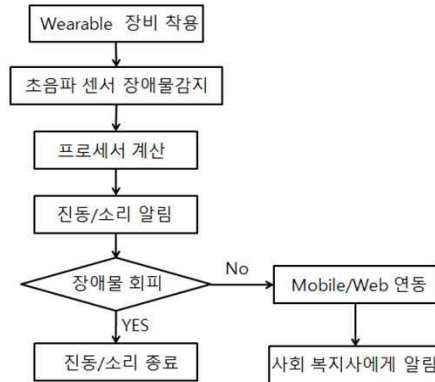 Wearable 장비 착용
초음파 센서 장애물감지
프로세서 계산
진동/소리 알림
장애물 회피
No
Mobile/Web 연동
YES
진동/소리 종료
사회 복지사에게 알림